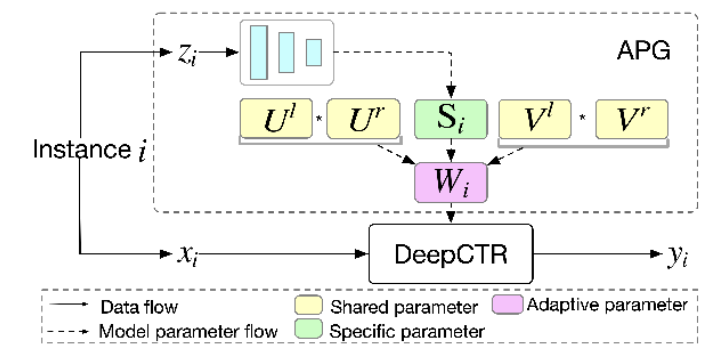 APG
z_i
U^l * U^r
S_i
V^l * V^r
Instance i
W_i
x_i
DeepCTR
y_i
Data flow
Shared parameter
Adaptive parameter
Model parameter flow
Specific parameter